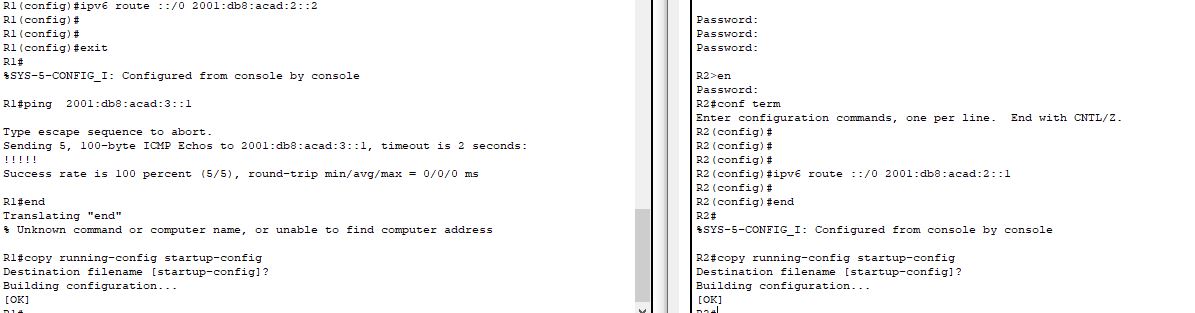 R1(config)#ipv6 route ::/0 2001:db8:acad:2::2
R1(config)#
R1(config)#
R1(config)#exit
R1#
%SYS-5-CONFIG_I: Configured from console by console
R1#ping  2001:db8:acad:3::1
Type escape sequence to abort.
Sending 5, 100-byte ICMP Echos to 2001:db8:acad:3::1, timeout is 2 seconds:
!!!!!
Success rate is 100 percent (5/5), round-trip min/avg/max = 0/0/0 ms
R1#end
Translating "end"
% Unknown command or computer name, or unable to find computer address
R1#copy running-config startup-config
Destination filename [startup-config]?
Building configuration...
[OK]
R1#
Password:
Password:
Password:
R2>en
Password:
R2#conf term
Enter configuration commands, one per line.  End with CNTL/Z.
R2(config)#
R2(config)#
R2(config)#
R2(config)#ipv6 route ::/0 2001:db8:acad:2::1
R2(config)#
R2(config)#end
R2#
%SYS-5-CONFIG_I: Configured from console by console
R2#copy running-config startup-config
Destination filename [startup-config]?
Building configuration...
[OK]
R2#